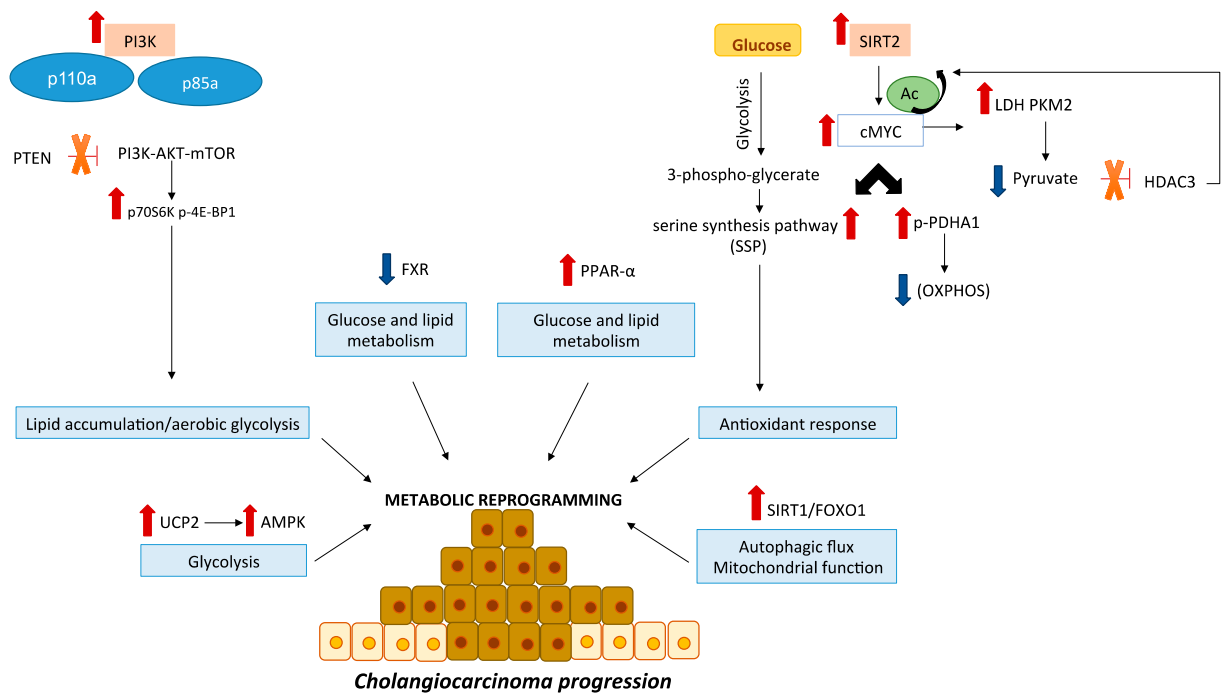 PI3K
p110a
p85a
PTEN
PI3K-AKT-mTOR
p70S6K p-4E-BP1
Lipid accumulation/aerobic glycolysis
FXR
Glucose and lipid
metabolism
PPAR-α
Glucose and lipid
metabolism
Glucose
Glycolysis
3-phospho-glycerate
serine synthesis pathway
(SSP)
Antioxidant response
SIRT2
Ac
cMYC
LDH PKM2
Pyruvate
HDAC3
p-PDHA1
(OXPHOS)
METABOLIC REPROGRAMMING
UCP2
AMPK
Glycolysis
SIRT1/FOXO1
Autophagic flux
Mitochondrial function
Cholangiocarcinoma progression